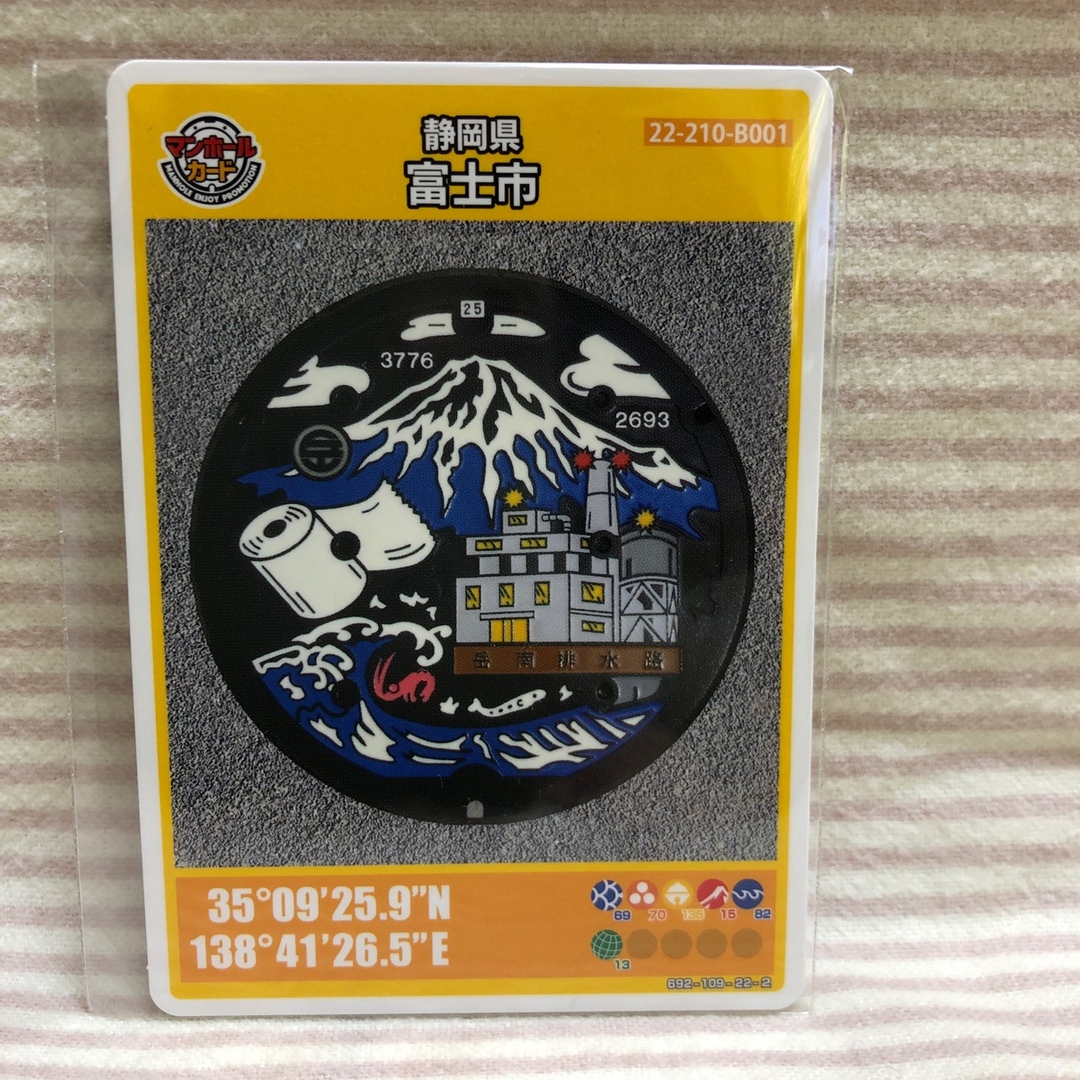 マンホール
カード
MANHOLE ENJOY PROMOTION
静岡県
富士市
22-210-B001
25
3776
2693
岳南排水路
35°09'25.9"N
138°41'26.5"E
69 70 135 15 82
13
692-109-22-2